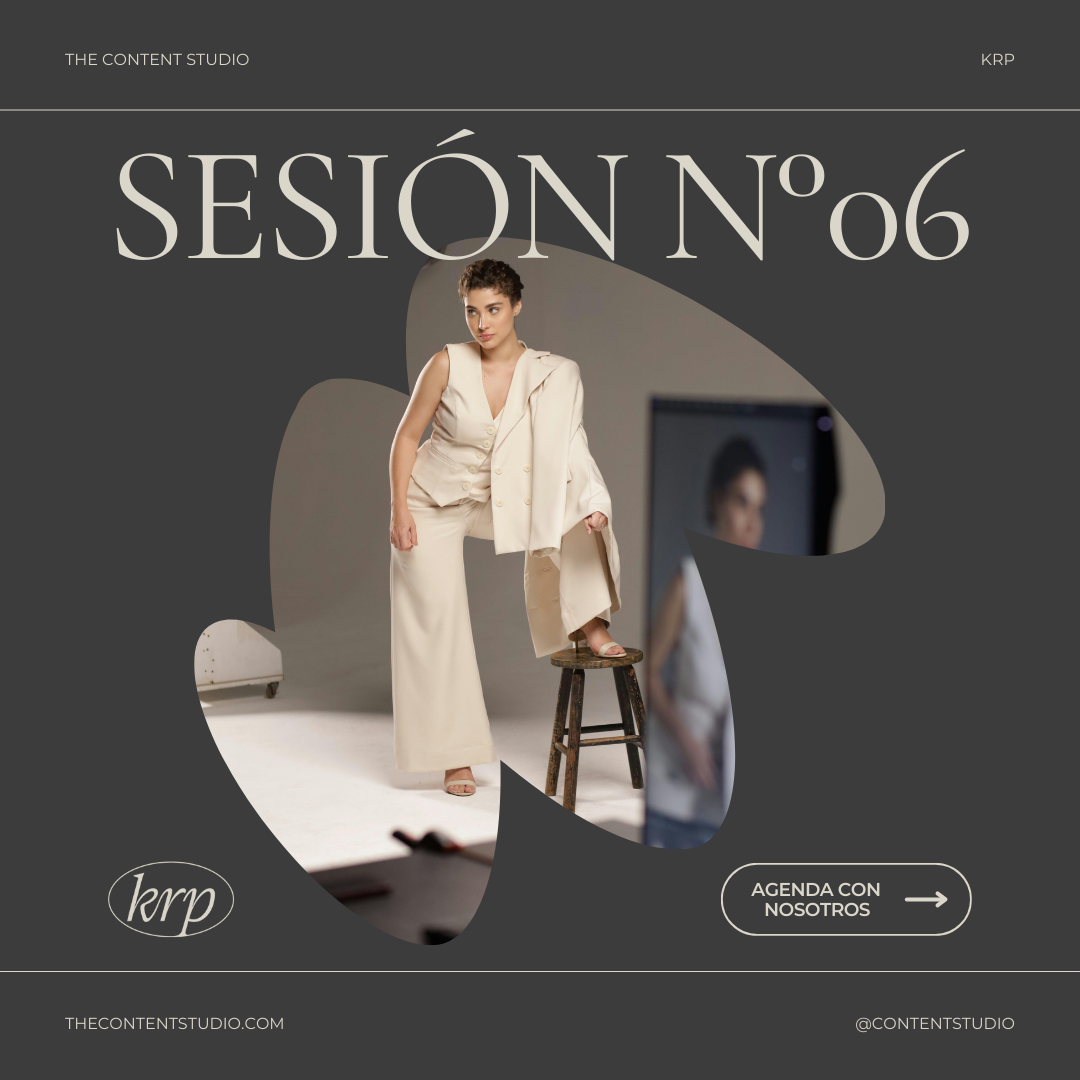 THE CONTENT STUDIO
KRP
SESIÓN Nº06
krp
AGENDA CON
NOSOTROS
THECONTENTSTUDIO.COM
@CONTENTSTUDIO